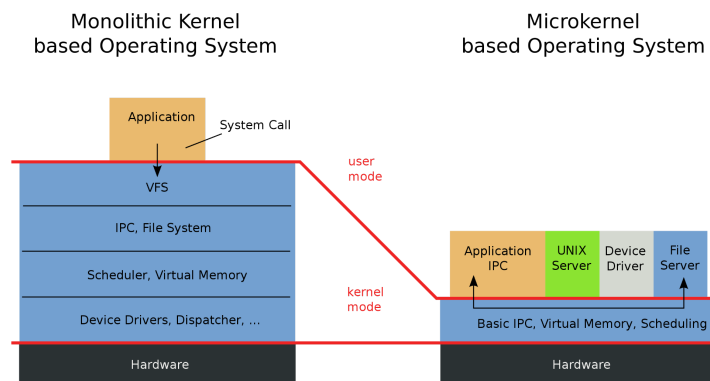 Monolithic Kernel
based Operating System
Microkernel
based Operating System
Application
System Call
user
mode
VFS
IPC, File System
Scheduler, Virtual Memory
kernel
mode
Device Drivers, Dispatcher, ...
Hardware
Application
IPC
UNIX
Server
Device
Driver
File
Server
Basic IPC, Virtual Memory, Scheduling
Hardware